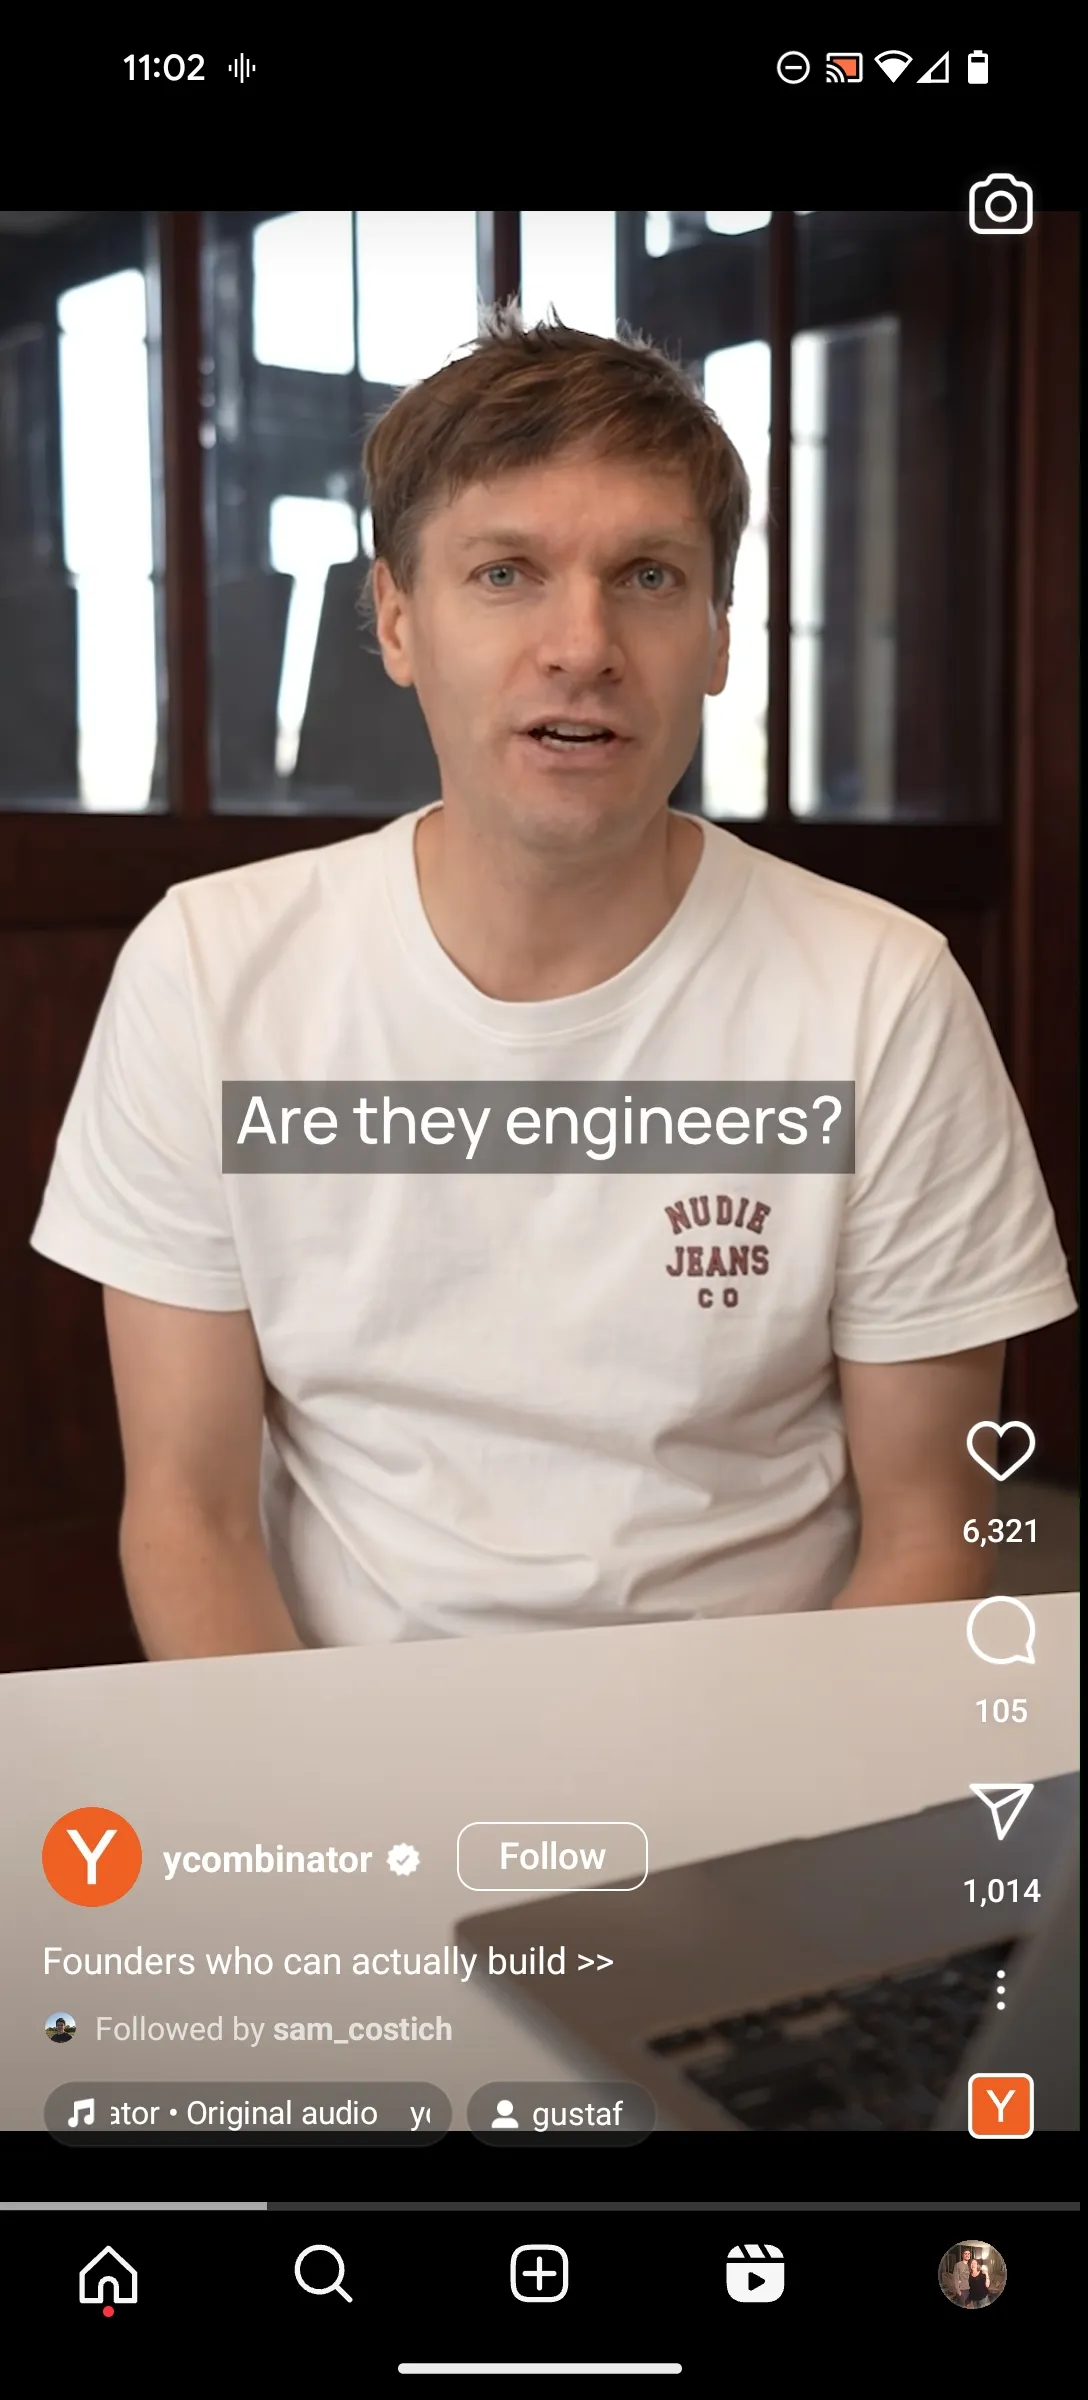 11:02
Are they engineers?
NUDIE
JEANS
CO
6,321
105
1,014
Y ycombinator Follow
Founders who can actually build >>
Followed by sam_costich
ator • Original audio
gustaf
Y